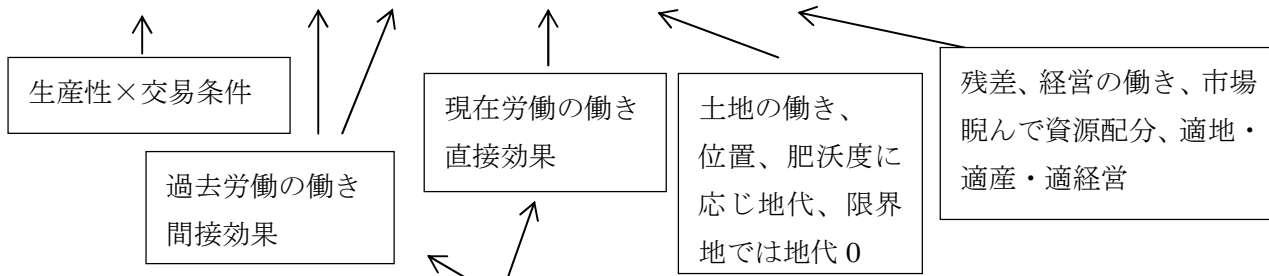 生産性×交易条件
過去労働の働き
間接効果
現在労働の働き
直接効果
土地の働き、
位置、肥沃度に
応じ地代、限界
地では地代 0
残差、経営の働き、市場
睨んで資源配分、適地・
適産・適経営